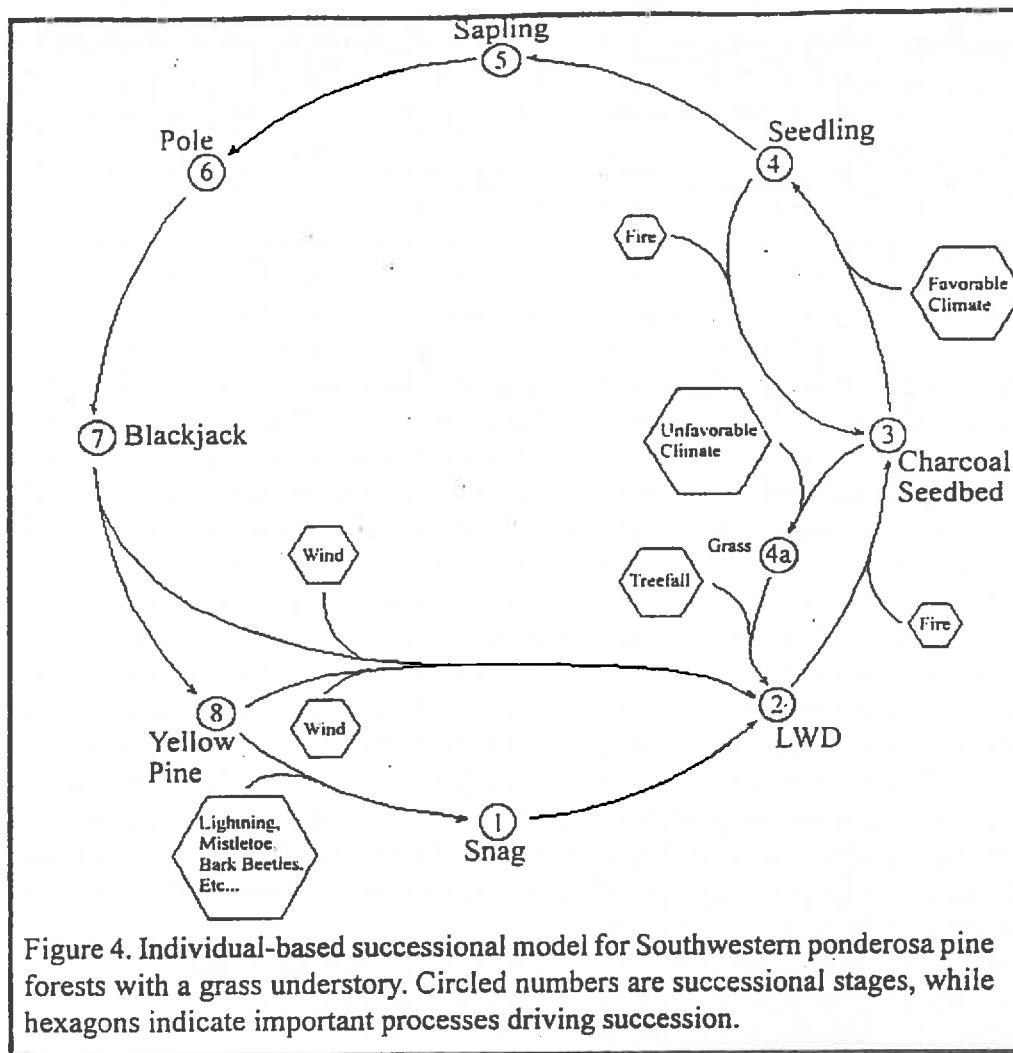 Sapling
5
Pole
6
Seedling
4
Fire
Favorable
Climate
7
Blackjack
Unfavorable
Climate
3
Charcoal
Seedbed
Wind
Grass
4a
Treefall
Fire
8
Yellow
Pine
Wind
2
LWD
Lightning,
Mistletoe
Bark Beetles,
Etc...
1
Snag
Figure 4. Individual-based successional model for Southwestern ponderosa pine
forests with a grass understory. Circled numbers are successional stages, while
hexagons indicate important processes driving succession.